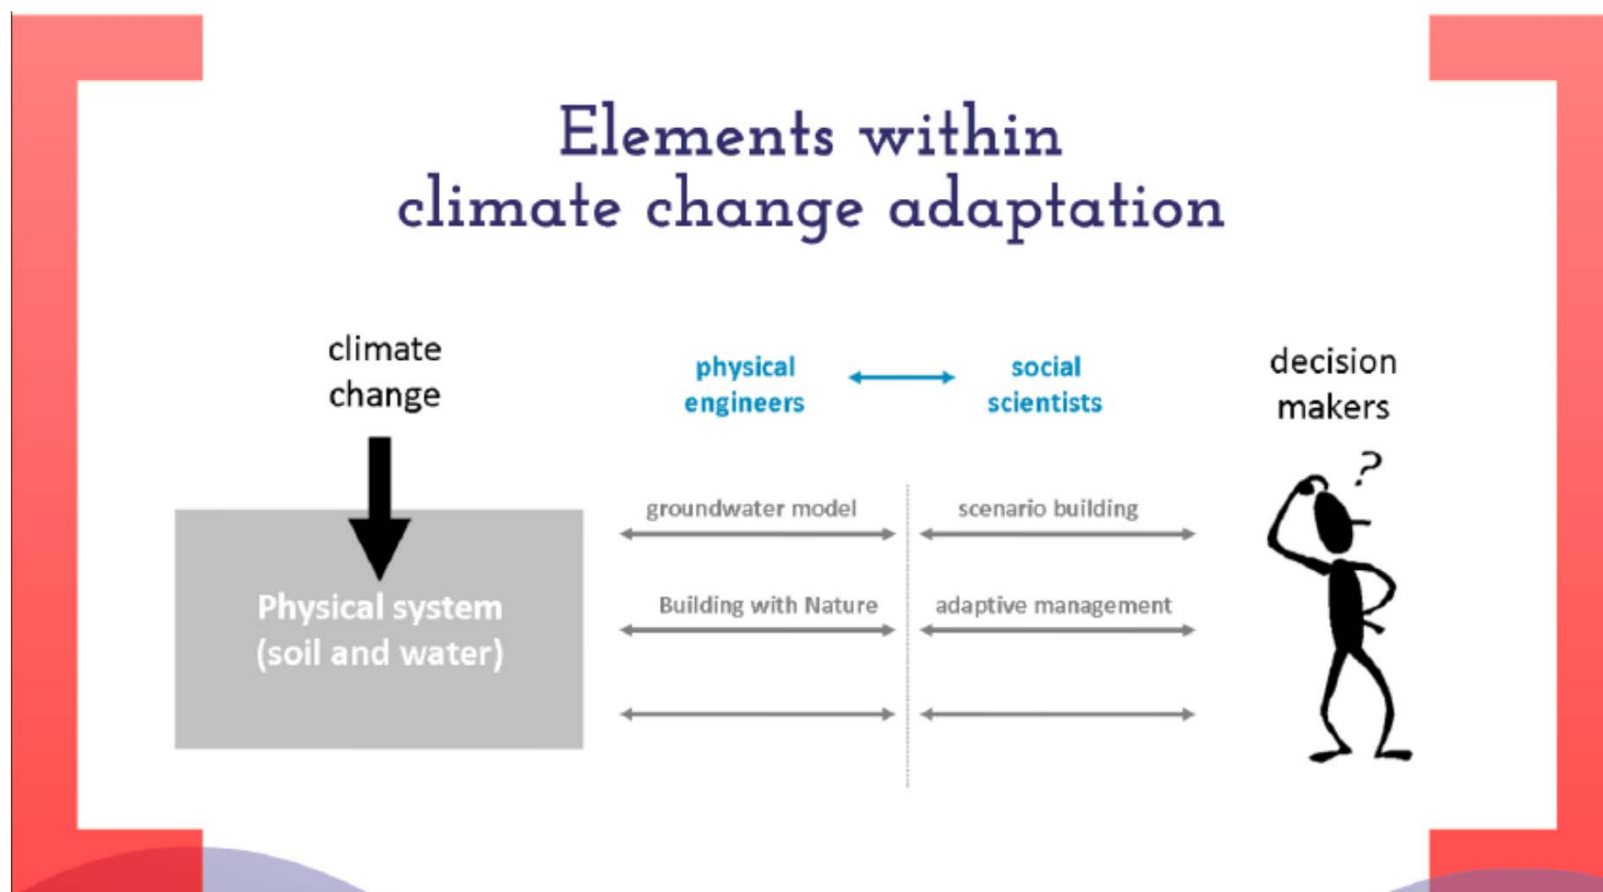 Elements within
climate change adaptation
climate
change
physical
engineers
social
scientists
decision
makers
?
groundwater model
scenario building
Physical system
(soil and water)
Building with Nature
adaptive management